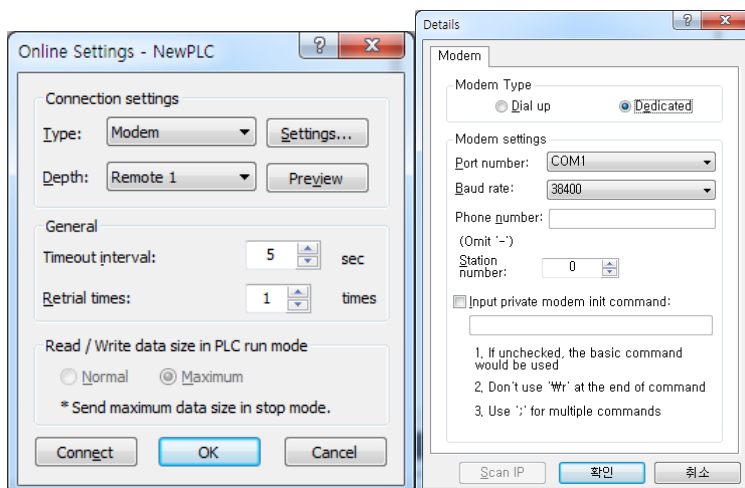 Online Settings - NewPLC
Connection settings
Type: Modem Settings...
Depth: Remote 1 Preview
General
Timeout interval: 5 sec
Retrial times: 1 times
Read / Write data size in PLC run mode
Normal Maximum
* Send maximum data size in stop mode.
Connect OK Cancel
Details
Modem
Modem Type
Dial up Dedicated
Modem settings
Port number: COM1
Baud rate: 38400
Phone number:
(Omit '-')
Station
number: 0
Input private modem init command:
1. If unchecked, the basic command
would be used
2. Don't use '₩r' at the end of command
3. Use ';' for multiple commands
Scan IP 확인 취소